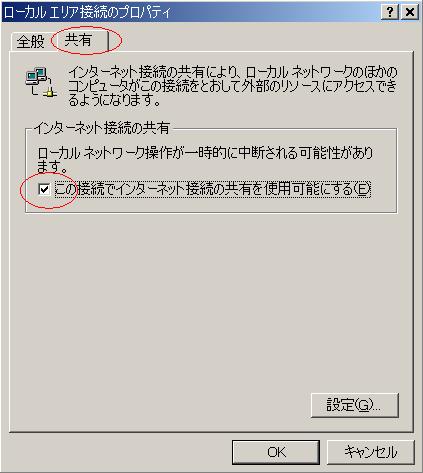 ローカル エリア接続のプロパティ
全般 共有
インターネット接続の共有により、ローカル ネットワークのほかの
コンピュータがこの接続をとおして外部のリソースにアクセスでき
るようになります。
インターネット接続の共有
ローカル ネットワーク操作が一時的に中断される可能性があり
ます。
この接続でインターネット接続の共有を使用可能にする(E)
設定(G)...
OK キャンセル